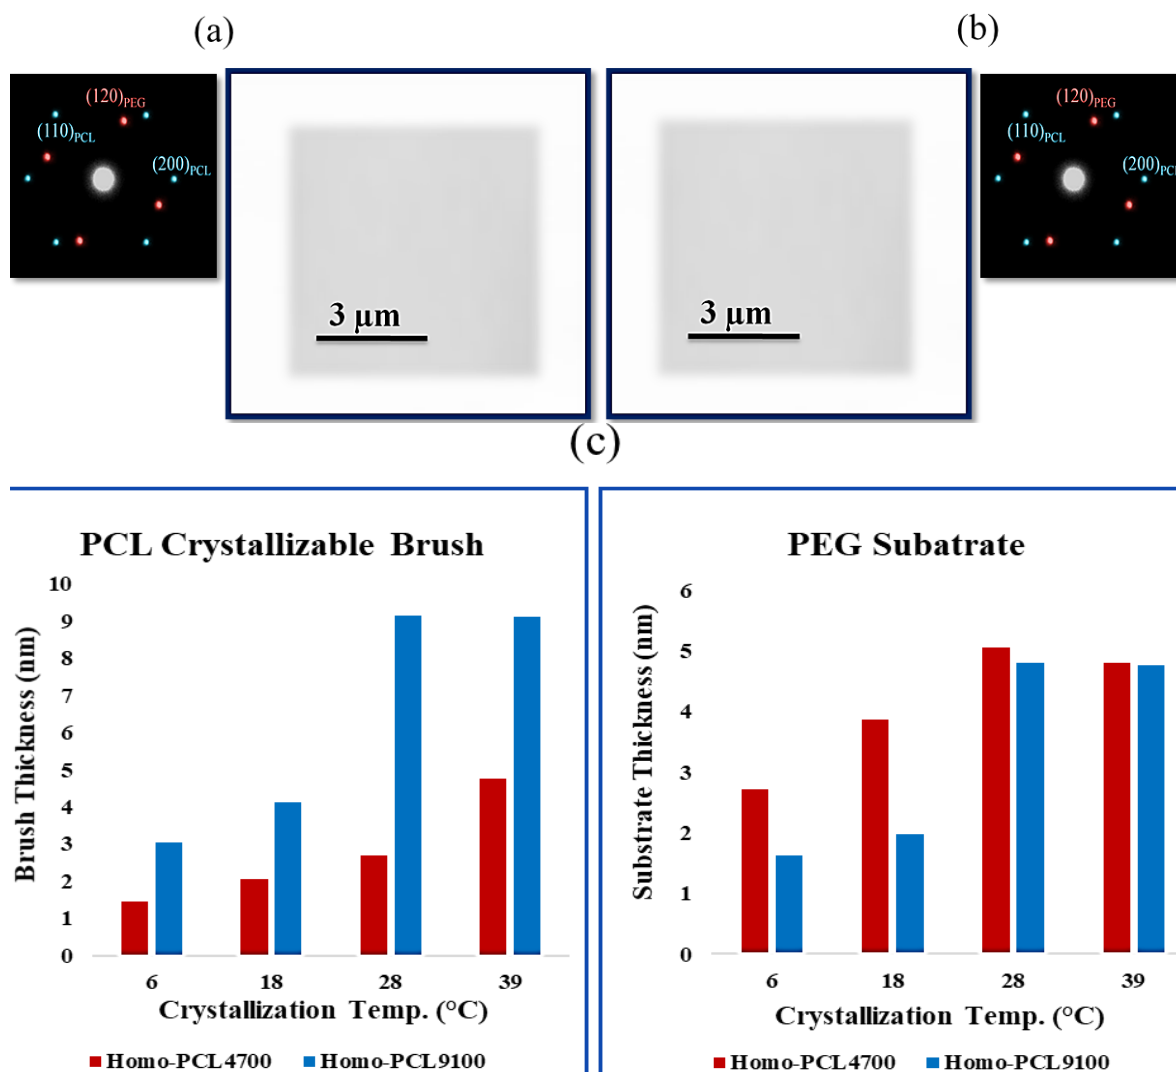 (a)
(b)
(120)PEG
(110)PCL
(200)PCL
3 µm
3 µm
(120)PEG
(110)PCL
(200)PCL
(c)
PCL Crystallizable Brush
Brush Thickness (nm)
10
9
8
7
6
5
4
3
2
1
0
6 18 28 39
Crystallization Temp. (°C)
Homo-PCL4700 Homo-PCL9100
PEG Subatrate
Substrate Thickness (nm)
6
5
4
3
2
1
0
6 18 28 39
Crystallization Temp. (°C)
Homo-PCL4700 Homo-PCL9100